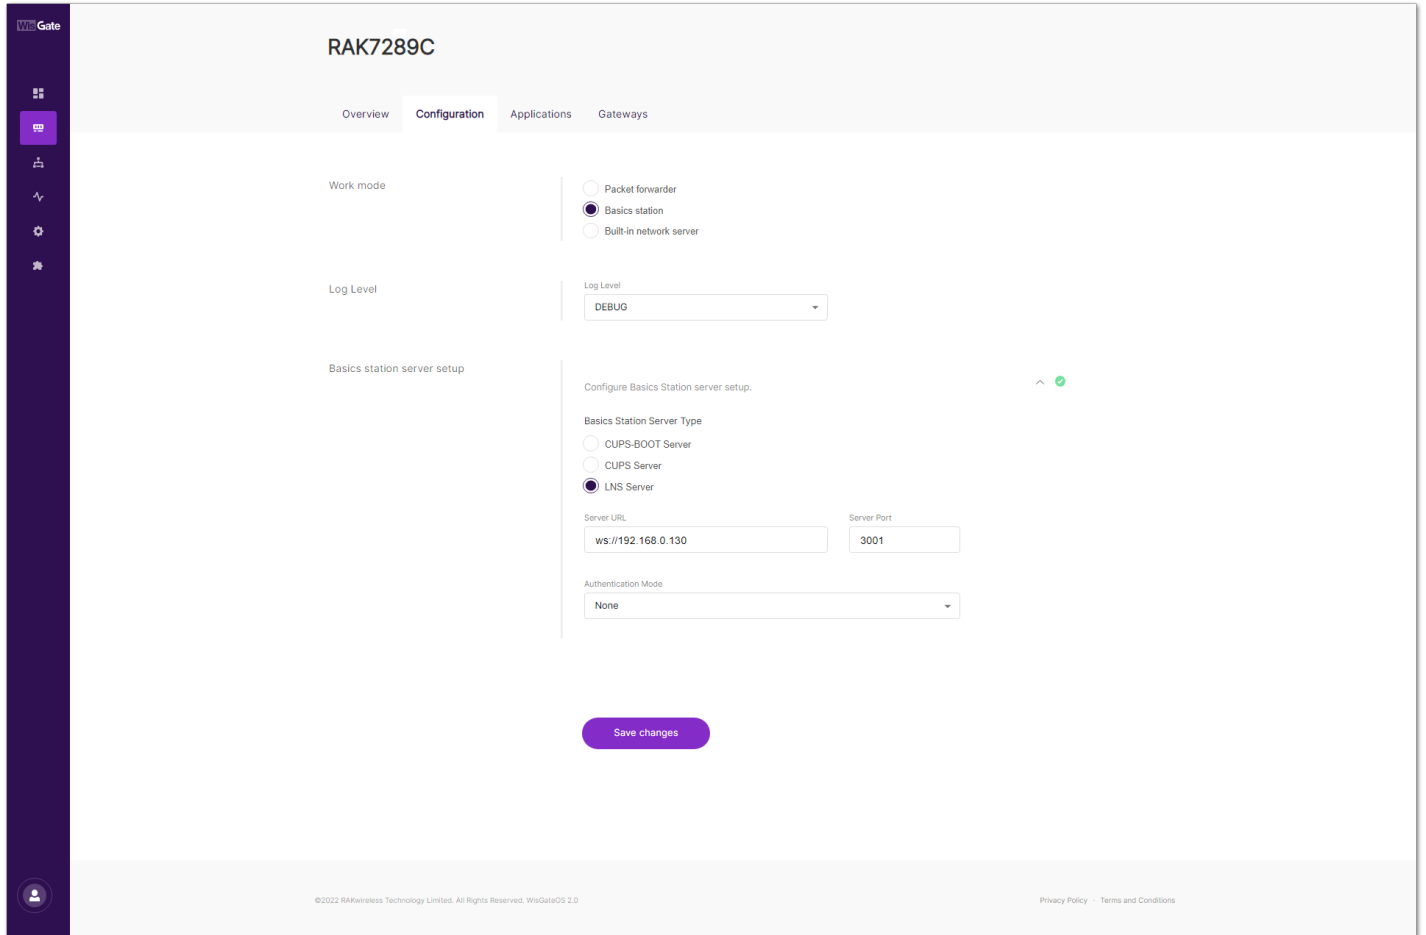 WisGate
RAK7289C
Overview Configuration Applications Gateways
Work mode
Packet forwarder
Basics station
Built-in network server
Log Level
Log Level
DEBUG
Basics station server setup
Configure Basics Station server setup.
Basics Station Server Type
CUPS-BOOT Server
CUPS Server
LNS Server
Server URL Server Port
ws://192.168.0.130 3001
Authentication Mode
None
Save changes
©2022 RAKwireless Technology Limited. All Rights Reserved. WisGateOS 2.0
Privacy Policy · Terms and Conditions